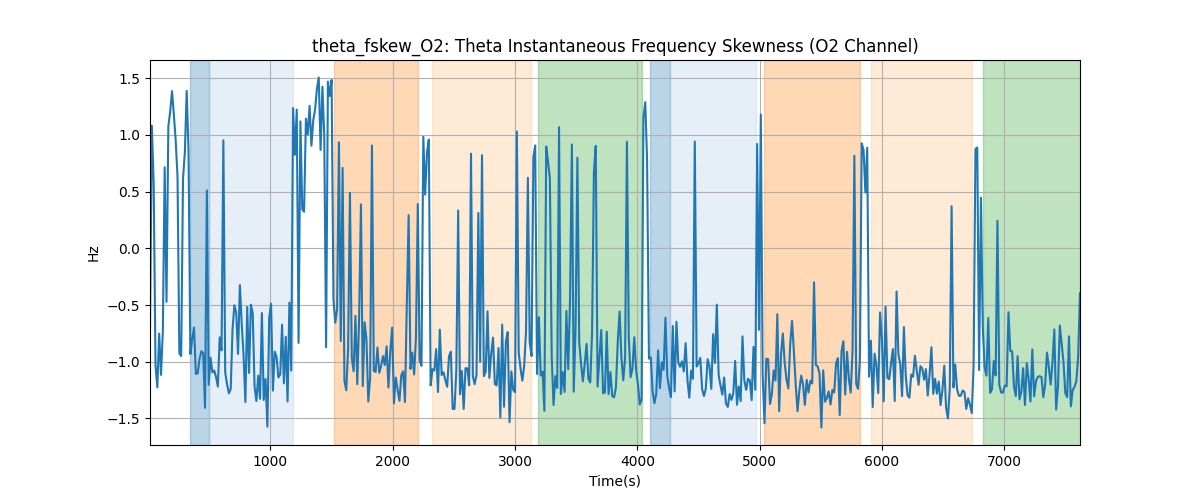 theta_fskew_O2: Theta Instantaneous Frequency Skewness (O2 Channel)
1.5
1.0
0.5
0.0
−0.5
−1.0
−1.5
Hz
1000 2000 3000 4000 5000 6000 7000
Time(s)